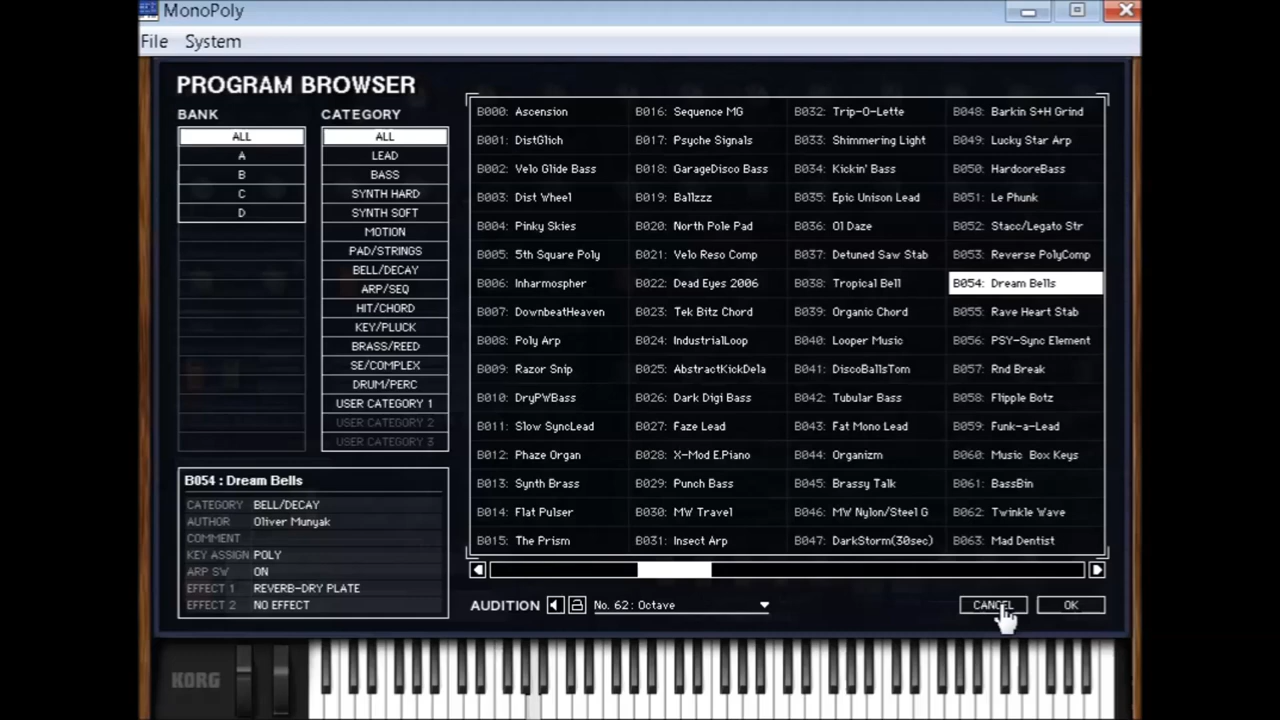 MonoPoly
File System
PROGRAM BROWSER
BANK CATEGORY
ALL
A
B
C
D
ALL
LEAD
BASS
SYNTH HARD
SYNTH SOFT
MOTION
PAD/STRINGS
BELL/DECAY
ARP/SEQ
HIT/CHORD
KEY/PLUCK
BRASS/REED
SE/COMPLEX
DRUM/PERC
USER CATEGORY 1
USER CATEGORY 2
USER CATEGORY 3
B000: Ascension
B001: DistGlich
B002: Velo Glide Bass
B003: Dist Wheel
B004: Pinky Skies
B005: 5th Square Poly
B006: Inharmospher
B007: DownbeatHeaven
B008: Poly Arp
B009: Razor Snip
B010: DryPWBass
B011: Slow SyncLead
B012: Phaze Organ
B013: Synth Brass
B014: Flat Pulser
B015: The Prism
B016: Sequence MG
B017: Psyche Signals
B018: GarageDisco Bass
B019: Ballzzz
B020: North Pole Pad
B021: Velo Reso Comp
B022: Dead Eyes 2006
B023: Tek Bitz Chord
B024: IndustrialLoop
B025: AbstractKickDela
B026: Dark Digi Bass
B027: Faze Lead
B028: X-Mod E.Piano
B029: Punch Bass
B030: MW Travel
B031: Insect Arp
B032: Trip-O-Lette
B033: Shimmering Light
B034: Kickin' Bass
B035: Epic Unison Lead
B036: Ol Daze
B037: Detuned Saw Stab
B038: Tropical Bell
B039: Organic Chord
B040: Looper Music
B041: DiscoBallsTom
B042: Tubular Bass
B043: Fat Mono Lead
B044: Organizm
B045: Brassy Talk
B046: MW Nylon/Steel G
B047: DarkStorm(30sec)
B048: Barkin S+H Grind
B049: Lucky Star Arp
B050: HardcoreBass
B051: Le Phunk
B052: Stacc/Legato Str
B053: Reverse PolyComp
B054: Dream Bells
B055: Rave Heart Stab
B056: PSY-Sync Element
B057: Rnd Break
B058: Flipple Botz
B059: Funk-a-Lead
B060: Music Box Keys
B061: BassBin
B062: Twinkle Wave
B063: Mad Dentist
B054 : Dream Bells
CATEGORY BELL/DECAY
AUTHOR Oliver Munyak
COMMENT
KEY ASSIGN POLY
ARP SW ON
EFFECT 1 REVERB-DRY PLATE
EFFECT 2 NO EFFECT
AUDITION No. 62 : Octave CANCEL OK
KORG